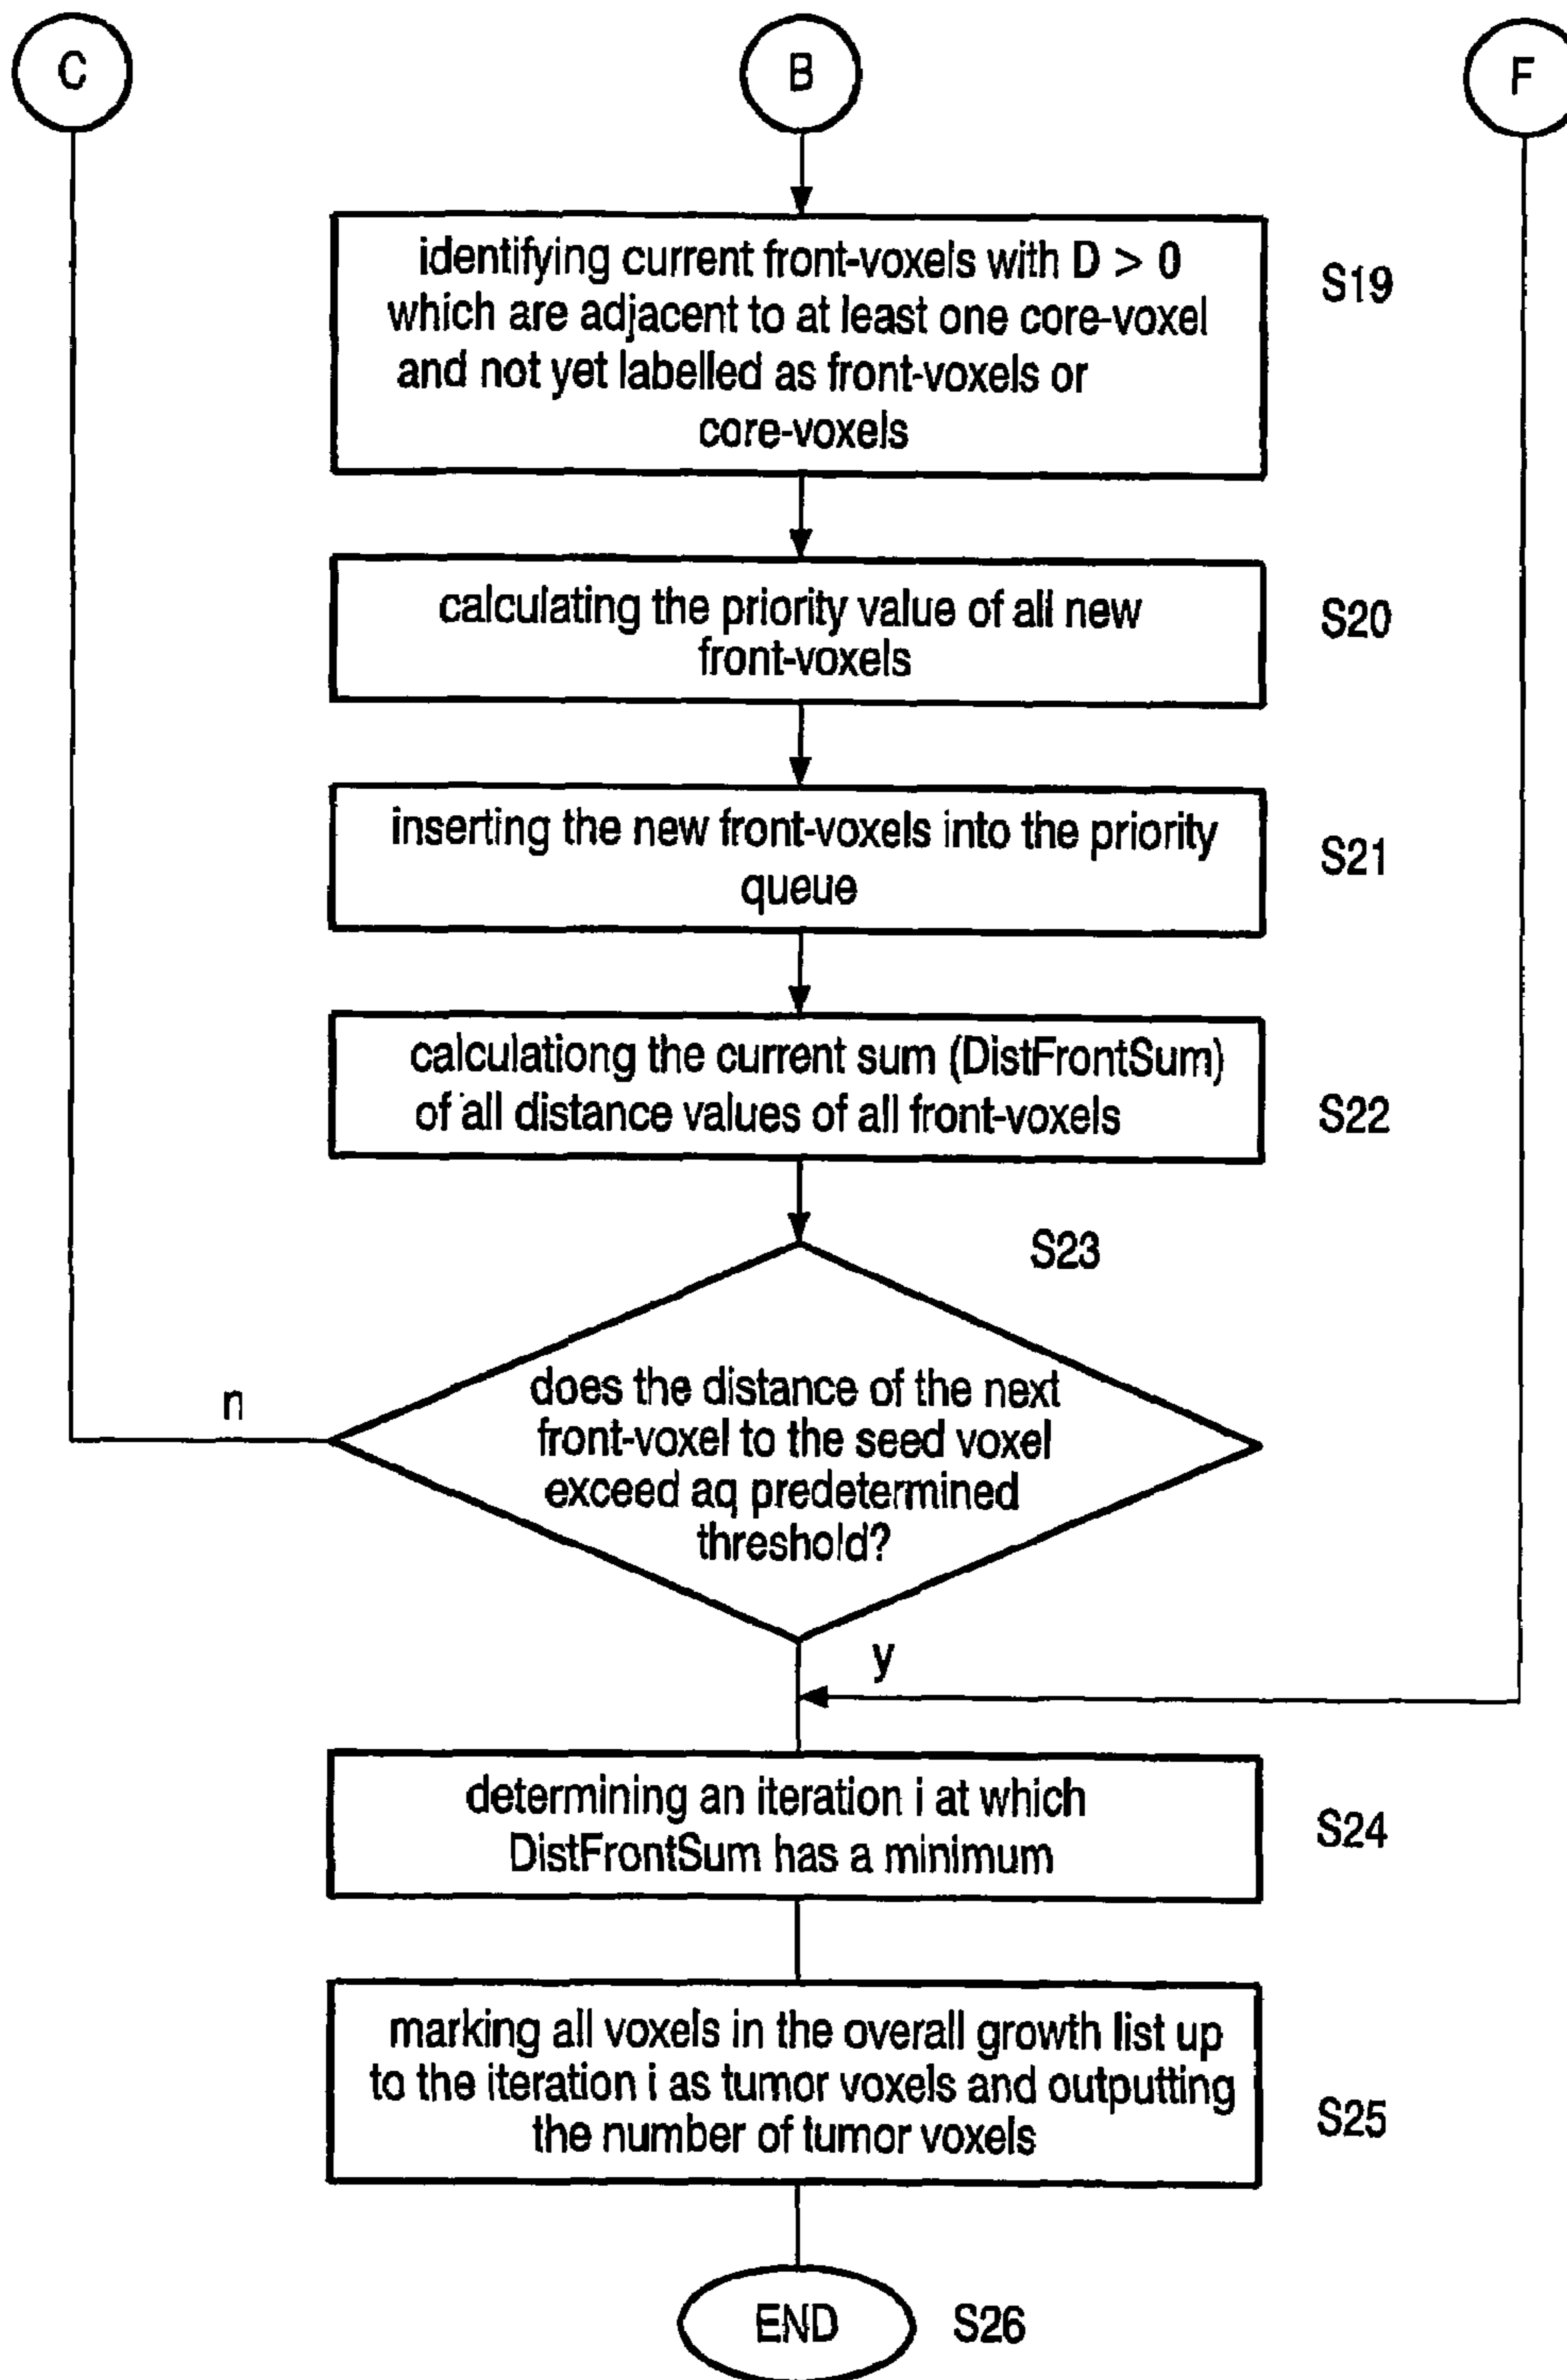 C
B
F
identifying current front-voxels with D > 0
which are adjacent to at least one core-voxel
and not yet labelled as front-voxels or
core-voxels
S19
calculating the priority value of all new
front-voxels
S20
inserting the new front-voxels into the priority
queue
S21
calculationg the current sum (DistFrontSum)
of all distance values of all front-voxels
S22
S23
does the distance of the next
front-voxel to the seed voxel
exceed aq predetermined
threshold?
n
y
determining an iteration i at which
DistFrontSum has a minimum
S24
marking all voxels in the overall growth list up
to the iteration i as tumor voxels and outputting
the number of tumor voxels
S25
END
S26